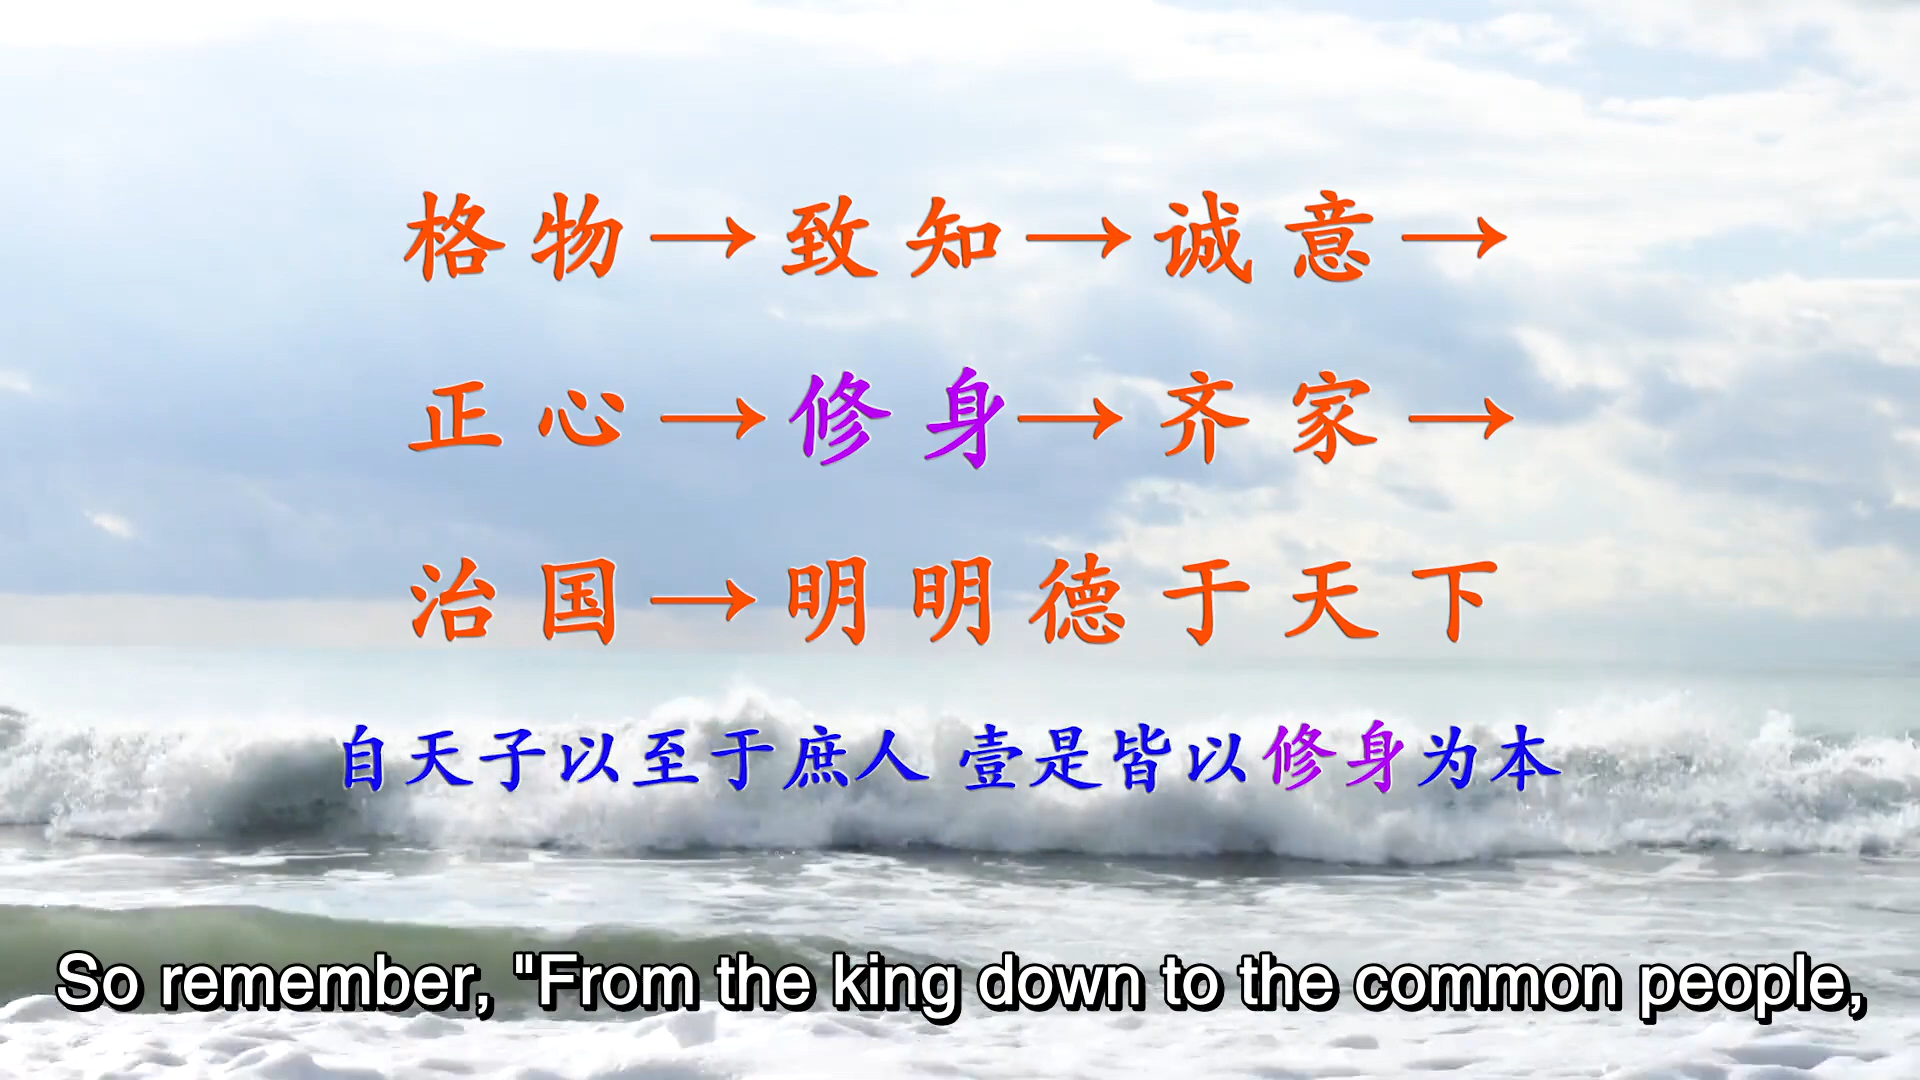 格物→致知→诚意→
正心→修身→齐家→
治国→明明德于天下
自天子以至于庶人 壹是皆以修身为本
So remember, "From the king down to the common people,